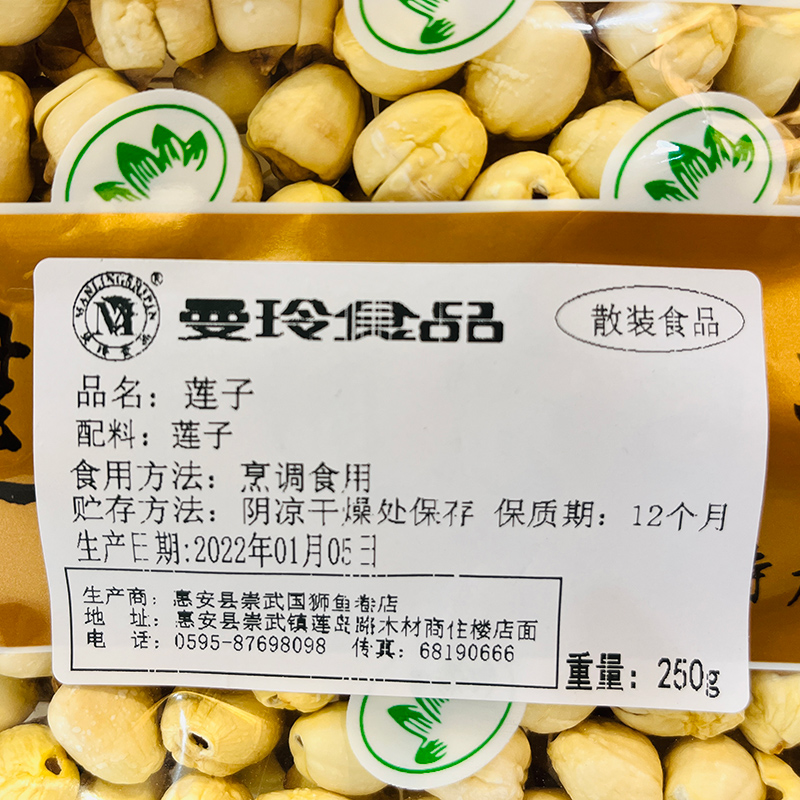 曼玲食品
散装食品
品名：莲子
配料：莲子
食用方法：烹调食用
贮存方法：阴凉干燥处保存 保质期：12个月
生产日期:2022年01月05日
生产商：惠安县崇武国狮鱼卷店
地 址：惠安县崇武镇莲岛路木材商住楼店面
电 话：0595-87698098 传真：68190666
重量：250g